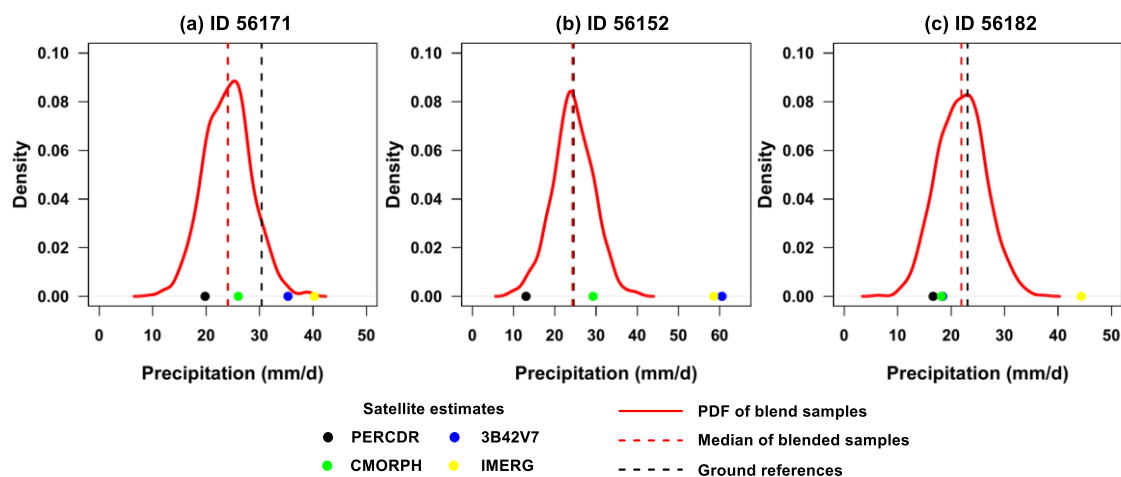 (a) ID 56171
(b) ID 56152
(c) ID 56182
Density
0.10
0.08
0.06
0.04
0.02
0.00
0 10 20 30 40 50
Precipitation (mm/d)
Density
0.10
0.08
0.06
0.04
0.02
0.00
0 10 20 30 40 50 60
Precipitation (mm/d)
Density
0.10
0.08
0.06
0.04
0.02
0.00
0 10 20 30 40 50
Precipitation (mm/d)
Satellite estimates
PERCDR
3B42V7
CMORPH
IMERG
PDF of blend samples
Median of blended samples
Ground references